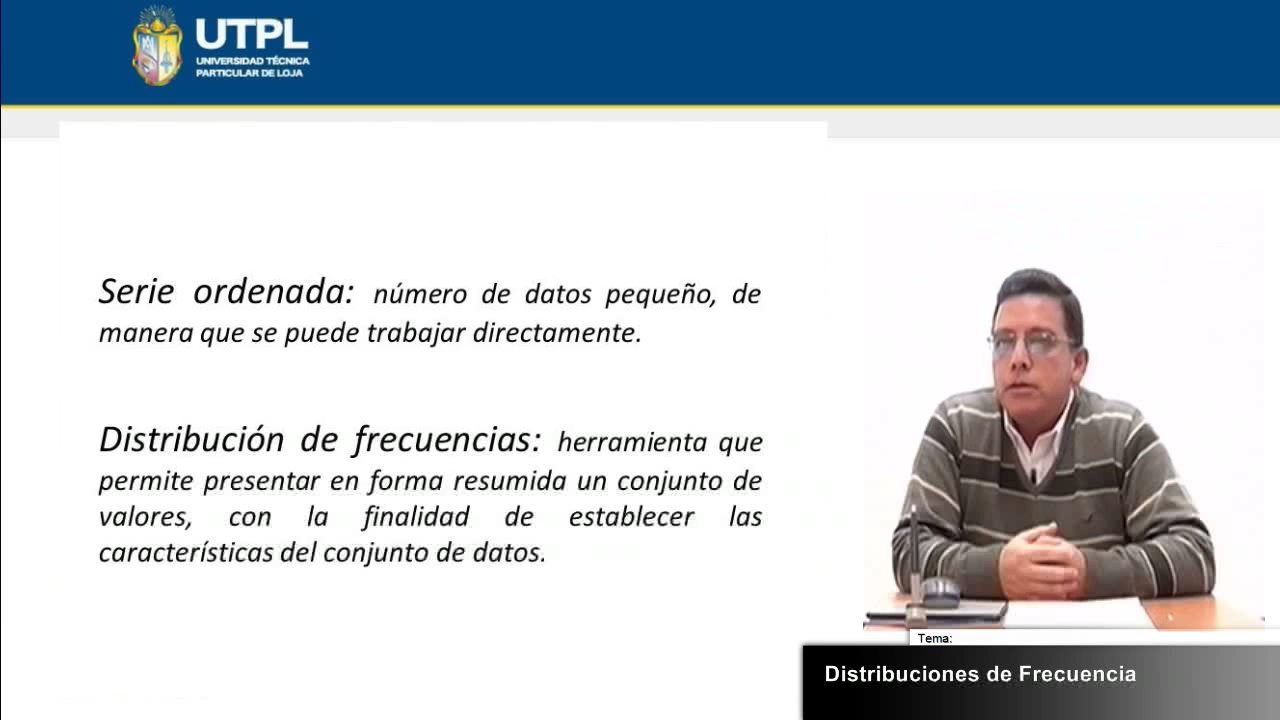 UTPL
UNIVERSIDAD TÉCNICA
PARTICULAR DE LOJA
Serie ordenada: número de datos pequeño, de
manera que se puede trabajar directamente.
Distribución de frecuencias: herramienta que
permite presentar en forma resumida un conjunto de
valores, con la finalidad de establecer las
características del conjunto de datos.
Tema:
Distribuciones de Frecuencia